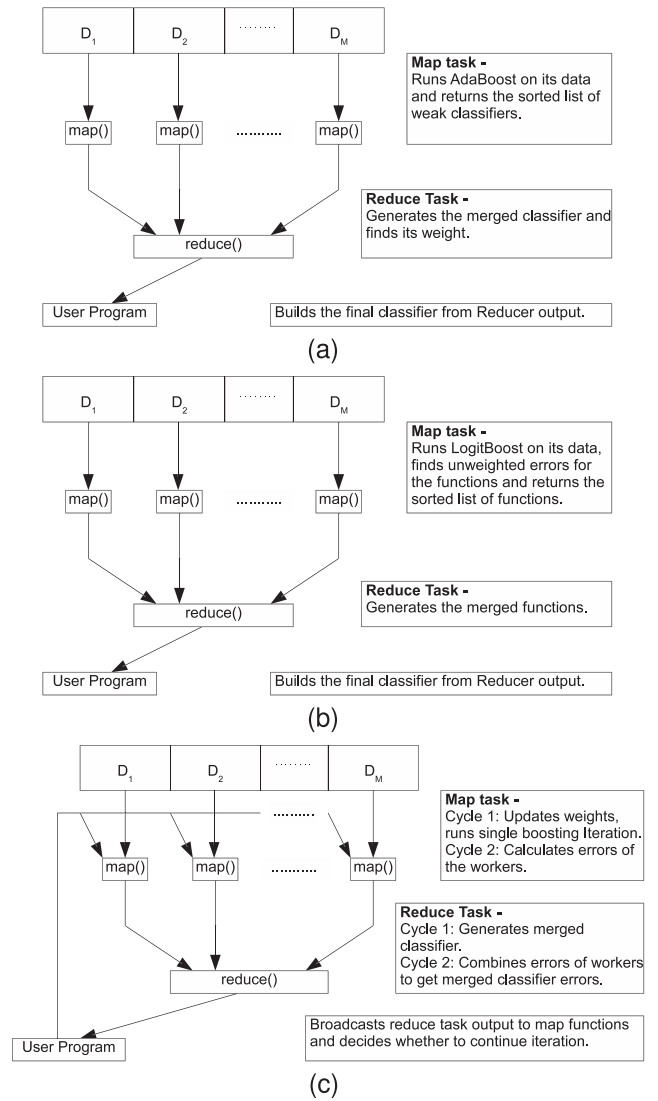 D1 D2 ........ DM
Map task -
Runs AdaBoost on its data
and returns the sorted list of
weak classifiers.
map() map() .......... map()
Reduce Task -
Generates the merged classifier and
finds its weight.
reduce()
User Program
Builds the final classifier from Reducer output.
(a)
D1 D2 ........ DM
Map task -
Runs LogitBoost on its data,
finds unweighted errors for
the functions and returns the
sorted list of functions.
map() map() .......... map()
Reduce Task -
Generates the merged functions.
reduce()
User Program
Builds the final classifier from Reducer output.
(b)
D1 D2 ........ DM
Map task -
Cycle 1: Updates weights,
runs single boosting Iteration.
Cycle 2: Calculates errors of
the workers.
..........
map() map() .......... map()
Reduce Task -
Cycle 1: Generates merged
classifier.
Cycle 2: Combines errors of workers
to get merged classifier errors.
reduce()
Broadcasts reduce task output to map functions
and decides whether to continue iteration.
User Program
(c)